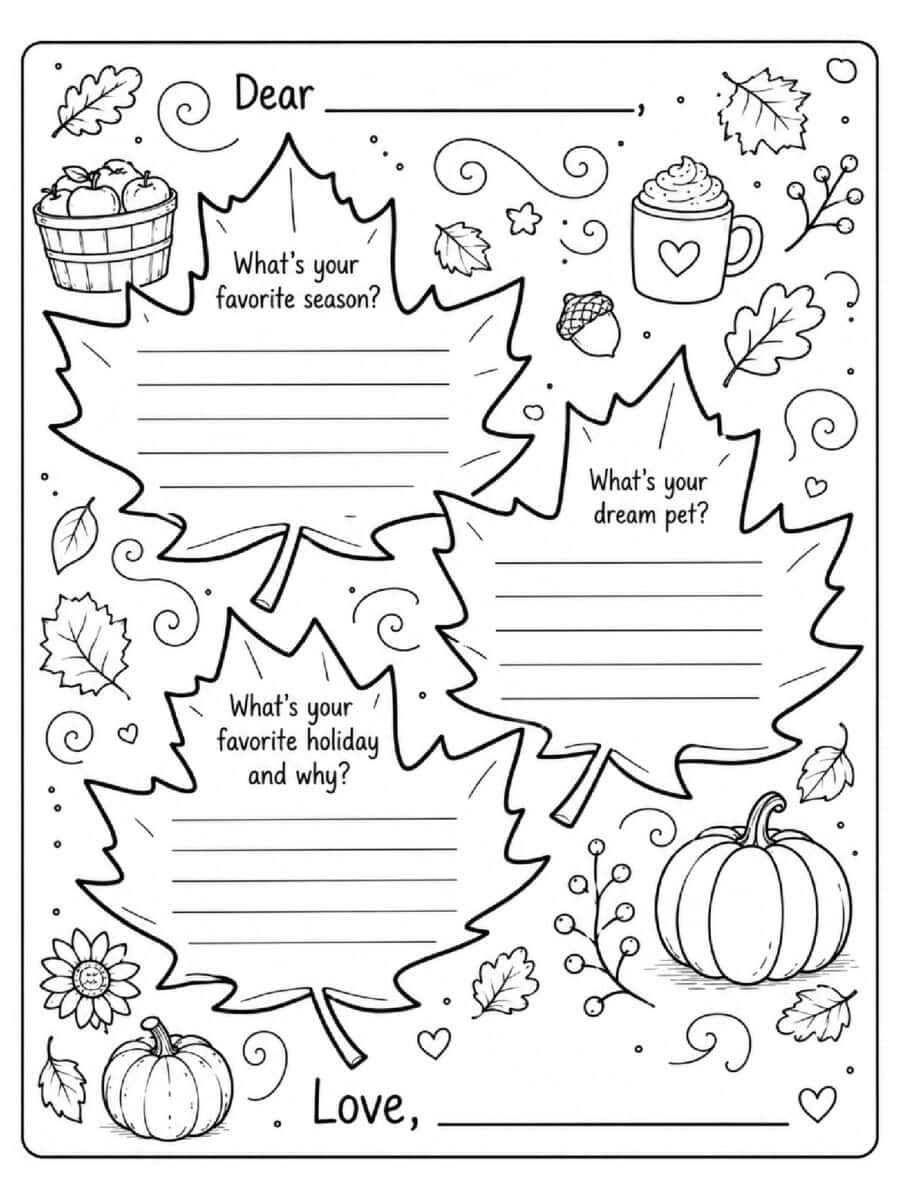 Dear ,
What's your
favorite season?
What's your
dream pet?
What's your
favorite holiday
and why?
Love,